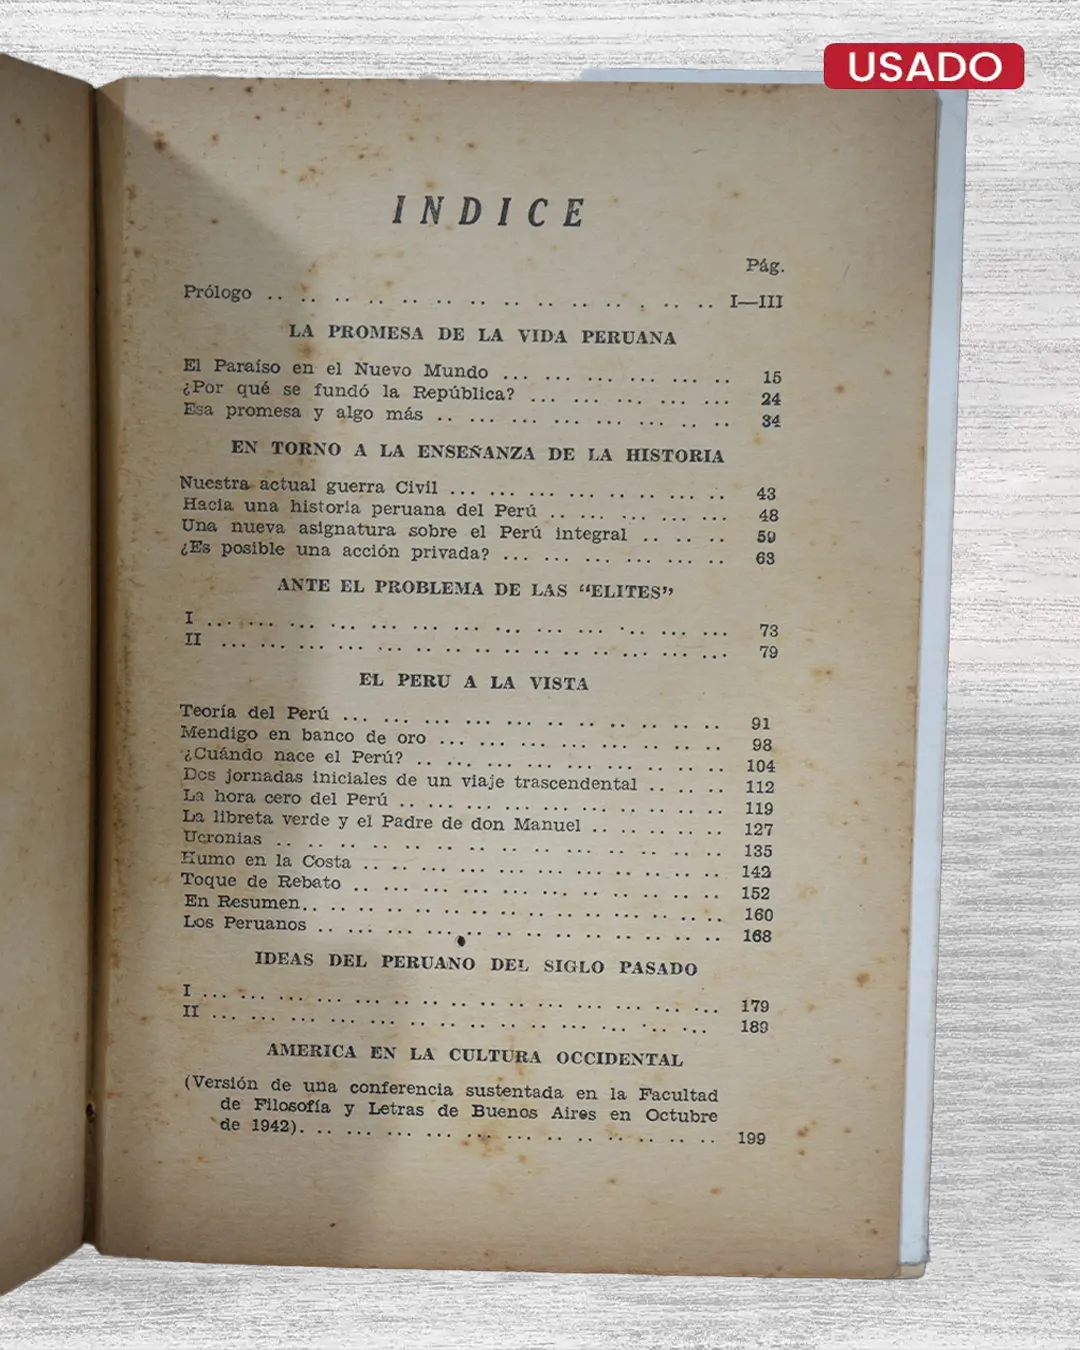 USADO
INDICE
Pág.
Prólogo .. .. .. .. .. .. .. .. .. .. .. . .. .. I—III
LA PROMESA DE LA VIDA PERUANA
El Paraíso en el Nuevo Mundo ... ... ... ... ... .. 15
¿Por qué se fundó la República? ... ... ... ... ... 24
Esa promesa y algo más .. ... ... ... ... ... .. .. 34
EN TORNO A LA ENSEÑANZA DE LA HISTORIA
Nuestra actual guerra Civil ... ... ... ... .. ... .. 43
Hacia una historia peruana del Perú .. ... ... ... ... 48
Una nueva asignatura sobre el Perú integral .. .. .. 59
¿Es posible una acción privada? ... ... ... ... .. .. 63
ANTE EL PROBLEMA DE LAS “ELITES”
I ... ... ... ... ... ... ... ... ... ... ... ... ... 73
II ... ... ... ... .. .. .. .. .. .. ... ... ... 79
EL PERU A LA VISTA
Teoría del Perú ... ... ... ... ... .. .. .. .. .. 91
Mendigo en banco de oro ... ... ... .. .. .. .. .. 98
¿Cuándo nace el Perú? .. ... ... ... ... .. .. .. 104
Dos jornadas iniciales de un viaje trascendental .. .. .. 112
La hora cero del Perú .. ... ... ... ... .. .. .. .. 119
La libreta verde y el Padre de don Manuel .. .. .. .. 127
Ucronias .. .. .. .. .. .. .. .. .. .. .. .. .. 135
Humo en la Costa .. .. .. .. .. .. .. .. .. .. .. 142
Toque de Rebato .. ... ... ... .. .. .. .. .. .. .. 152
En Resumen.. .. .. .. .. .. .. .. .. .. .. .. .. 160
Los Peruanos .. ... ... ... .. .. .. .. .. .. .. .. 168
IDEAS DEL PERUANO DEL SIGLO PASADO
I ... ... ... ... ... .. .. .. .. .. ... ... ... ... 179
II ... ... ... ... ... .. .. .. .. .. ... .. ... 189
AMERICA EN LA CULTURA OCCIDENTAL
(Versión de una conferencia sustentada en la Facultad
de Filosofía y Letras de Buenos Aires en Octubre
de 1942). .. .. ... ... ... ... ... .. .. .. .. .. 199